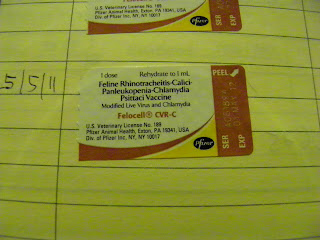 U.S. Veterinary License No. 189
Pfizer Animal Health, Exton, PA 19341, USA
Div. of Pfizer Inc, NY, NY 10017
SER
EXP
5/5/11
1 dose Rehydrate to 1 mL
Feline Rhinotracheitis-Calici-
Panleukopenia-Chlamydia
Psittaci Vaccine
Modified Live Virus and Chlamydia
Felocell® CVR-C
U.S. Veterinary License No. 189
Pfizer Animal Health, Exton, PA 19341, USA
Div. of Pfizer Inc, NY, NY 10017
Pfizer
PEEL
SER
EXP